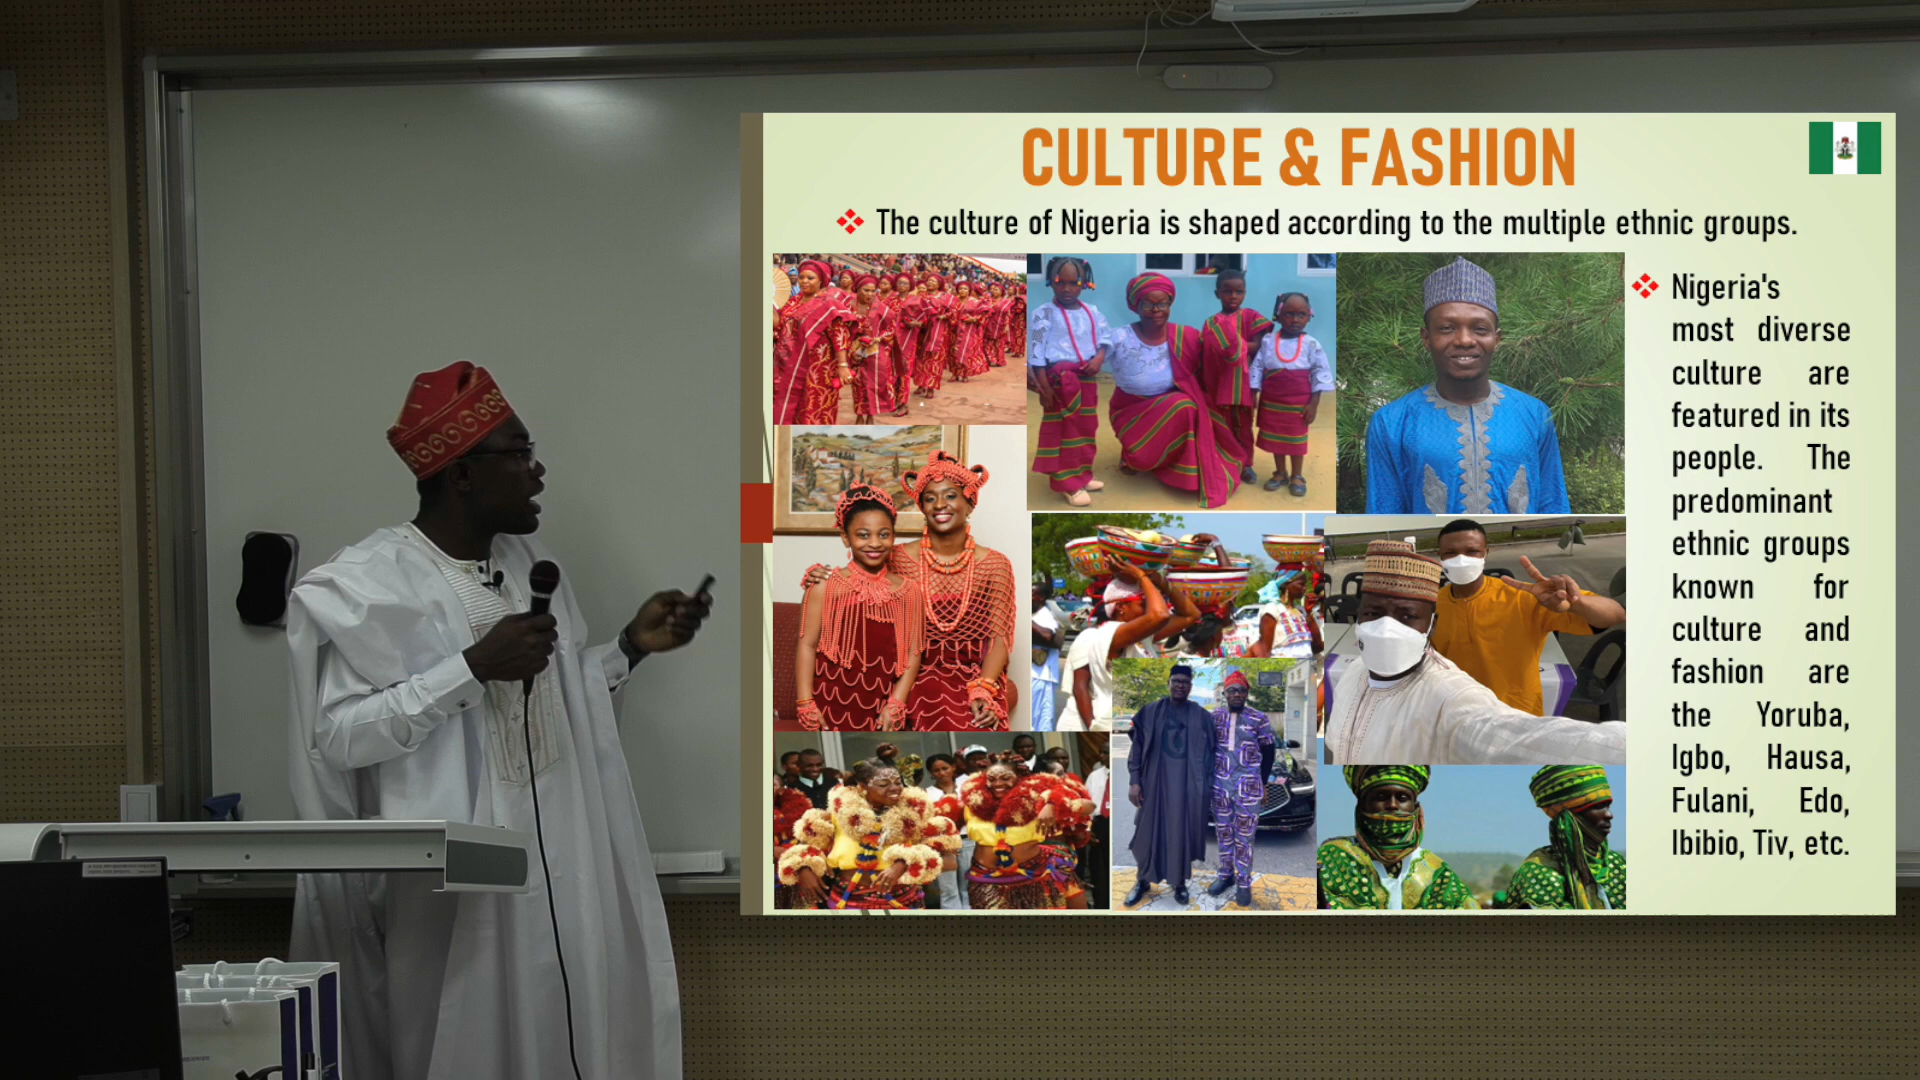 CULTURE & FASHION
❖ The culture of Nigeria is shaped according to the multiple ethnic groups.
❖ Nigeria's
most diverse
culture are
featured in its
people. The
predominant
ethnic groups
known for
culture and
fashion are
the Yoruba,
Igbo, Hausa,
Fulani, Edo,
Ibibio, Tiv, etc.